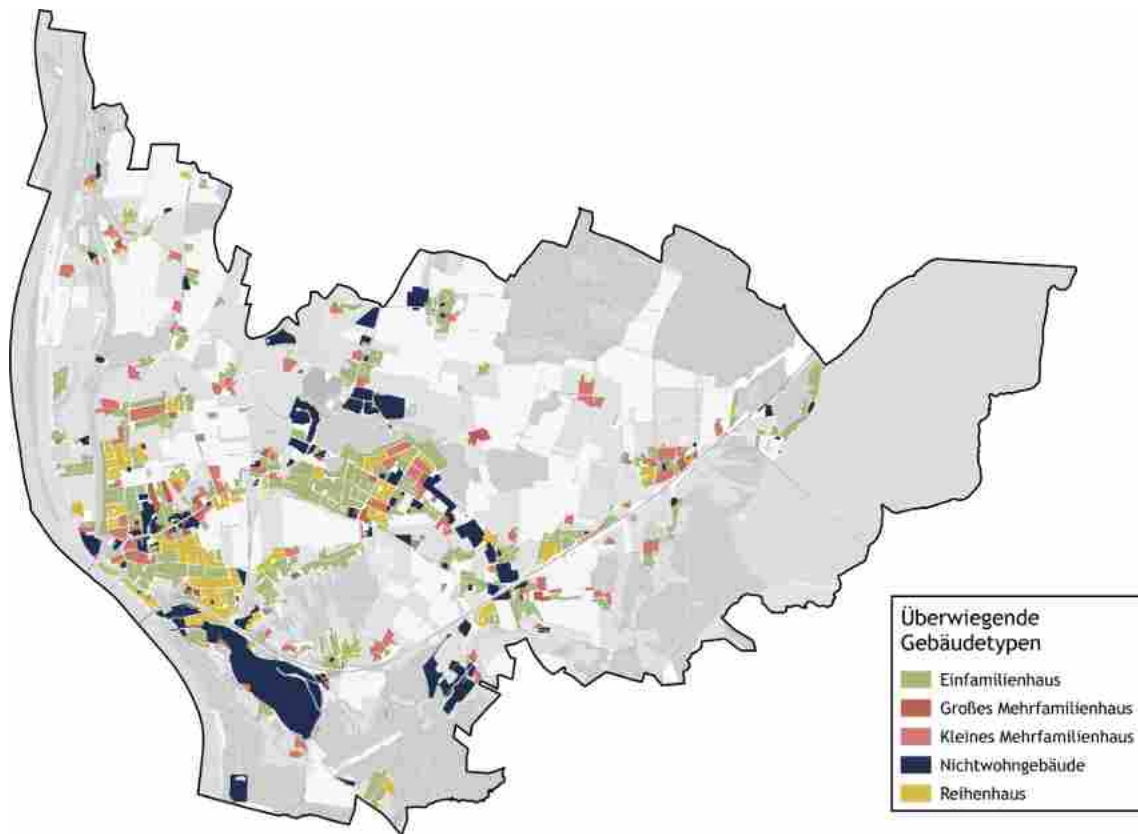 Überwiegende
Gebäudetypen
Einfamilienhaus
Großes Mehrfamilienhaus
Kleines Mehrfamilienhaus
Nichtwohngebäude
Reihenhaus